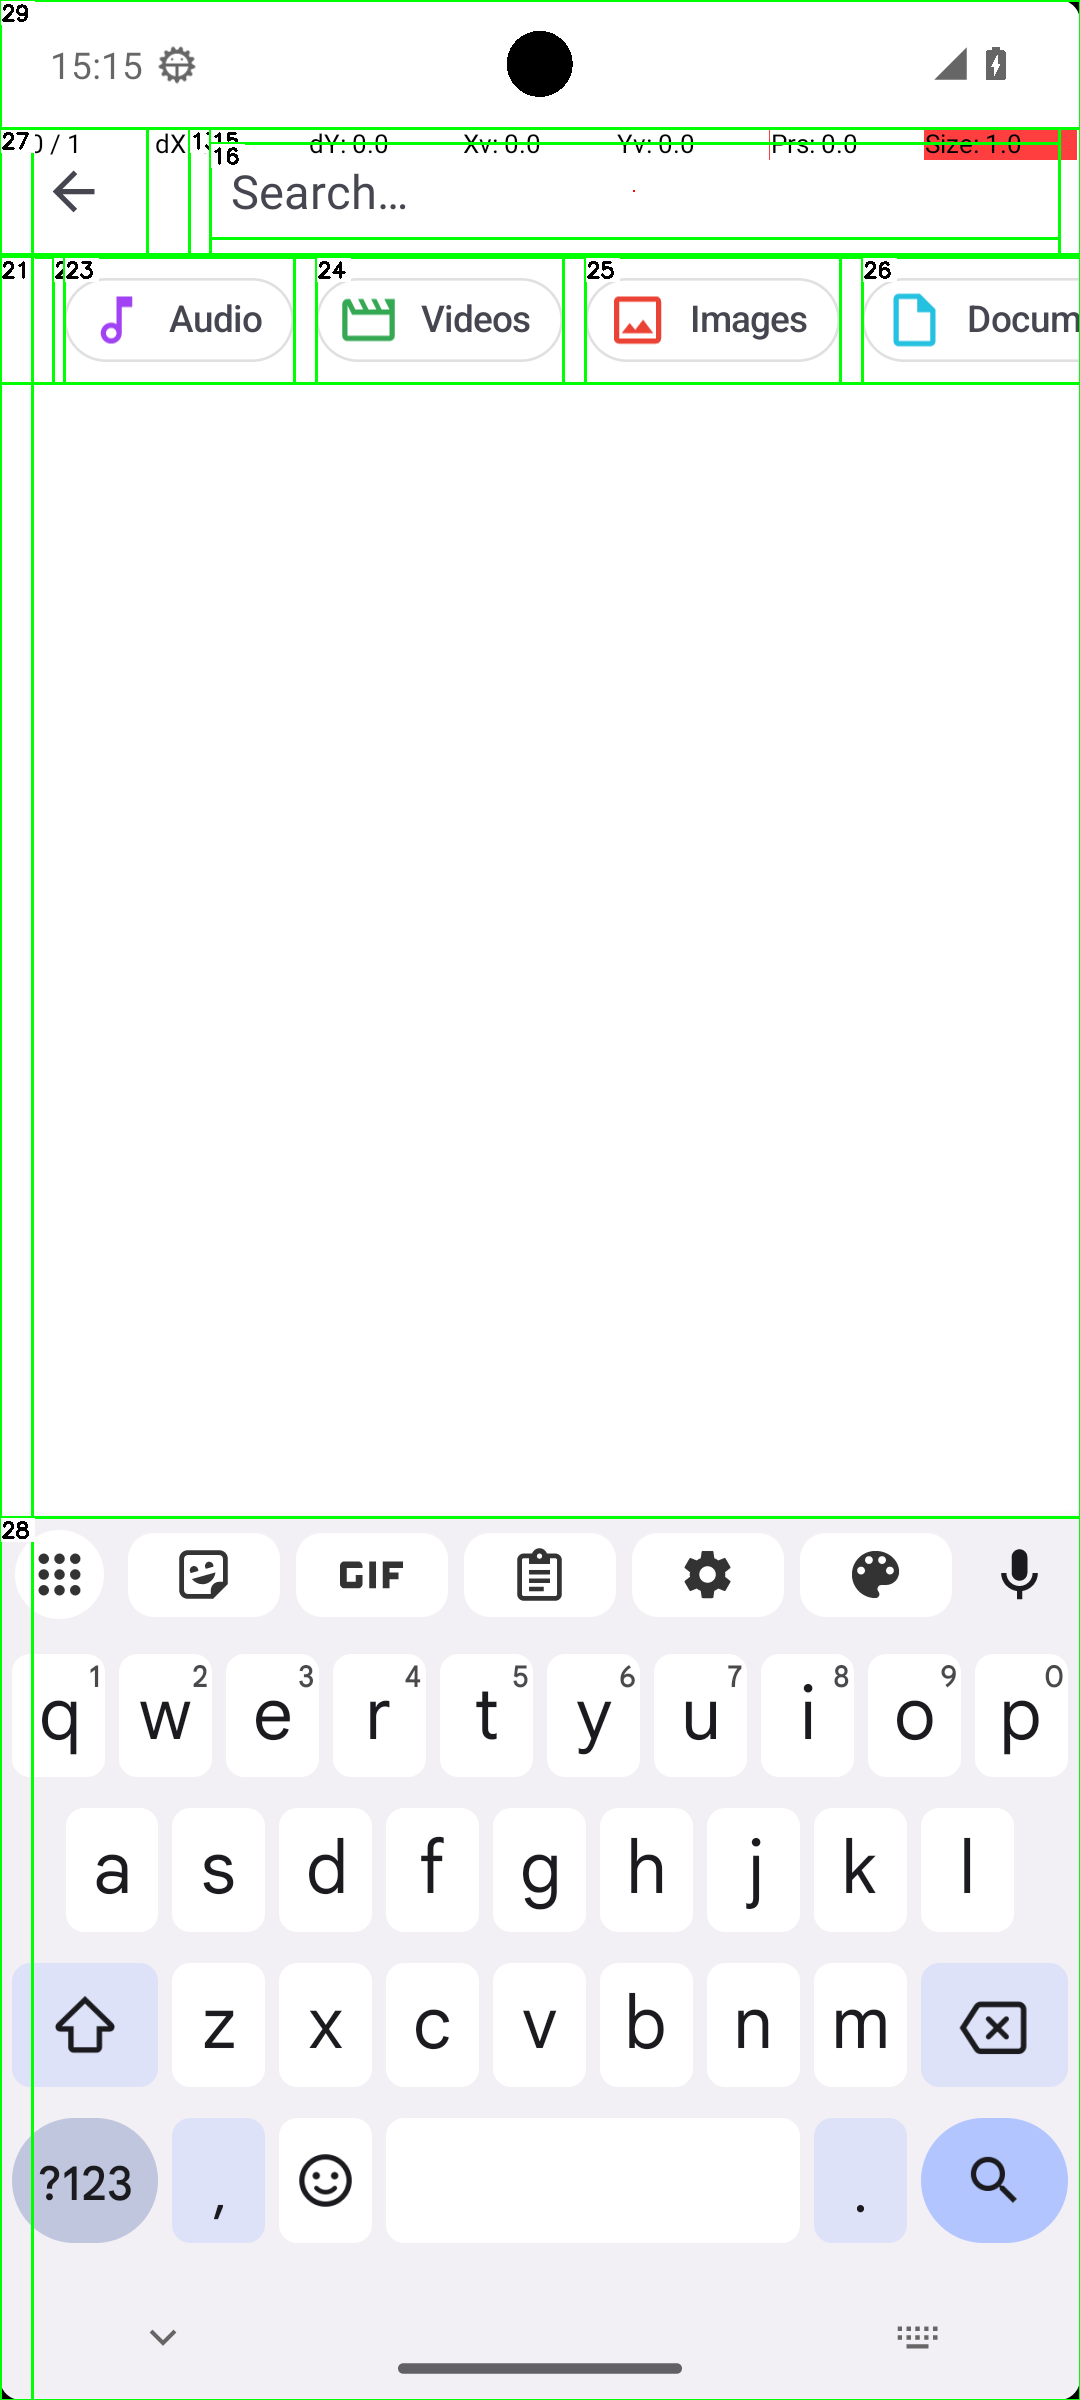 29
15:15
27 0 / 1 dX 13 15 dY: 0.0 Xv: 0.0 Yv: 0.0 Prs: 0.0 Size: 1.0
16
Search…
21 23 24 25 26
Audio Videos Images Docum
28
GIF
q 1 w 2 e 3 r 4 t 5 y 6 u 7 i 8 o 9 p 0
a s d f g h j k l
z x c v b n m
?123 , .